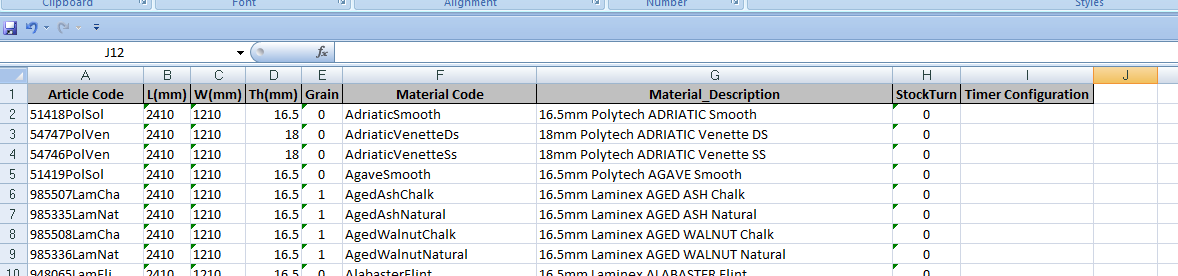 Clipboard Font Alignment Number Styles
J12 fx
A B C D E F G H I J
1 Article Code L(mm) W(mm) Th(mm) Grain Material Code Material_Description StockTurn Timer Configuration
2 51418PolSol 2410 1210 16.5 0 AdriaticSmooth 16.5mm Polytech ADRIATIC Smooth 0
3 54747PolVen 2410 1210 18 0 AdriaticVenetteDs 18mm Polytech ADRIATIC Venette DS 0
4 54746PolVen 2410 1210 18 0 AdriaticVenetteSs 18mm Polytech ADRIATIC Venette SS 0
5 51419PolSol 2410 1210 16.5 0 AgaveSmooth 16.5mm Polytech AGAVE Smooth 0
6 985507LamCha 2410 1210 16.5 1 AgedAshChalk 16.5mm Laminex AGED ASH Chalk 0
7 985335LamNat 2410 1210 16.5 1 AgedAshNatural 16.5mm Laminex AGED ASH Natural 0
8 985508LamCha 2410 1210 16.5 1 AgedWalnutChalk 16.5mm Laminex AGED WALNUT Chalk 0
9 985336LamNat 2410 1210 16.5 1 AgedWalnutNatural 16.5mm Laminex AGED WALNUT Natural 0
10 948065LamFli 2410 1210 16.5 0 AlabasterFlint 16.5mm Laminex ALABASTER Flint 0